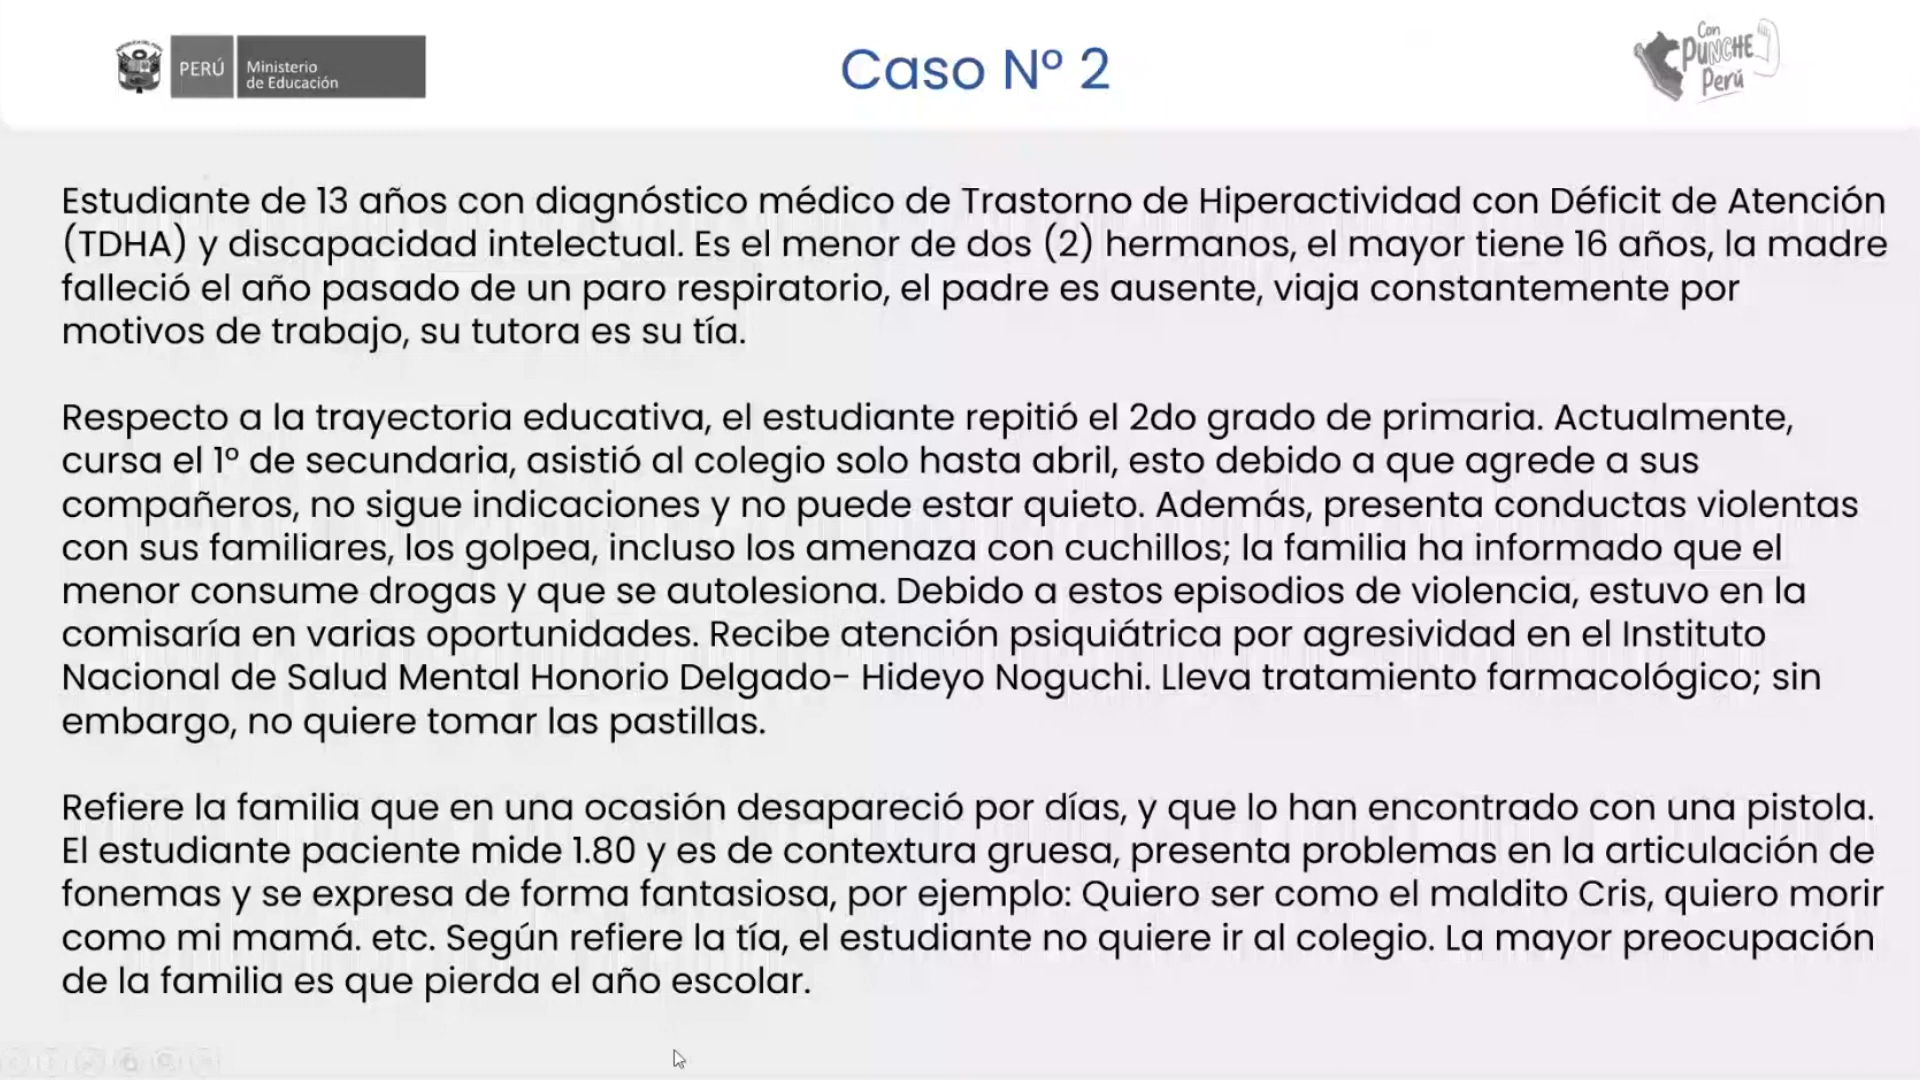 PERÚ
Ministerio
de Educación
Caso Nº 2
Con
PUNCHE
Perú
Estudiante de 13 años con diagnóstico médico de Trastorno de Hiperactividad con Déficit de Atención
(TDHA) y discapacidad intelectual. Es el menor de dos (2) hermanos, el mayor tiene 16 años, la madre
falleció el año pasado de un paro respiratorio, el padre es ausente, viaja constantemente por
motivos de trabajo, su tutora es su tía.
Respecto a la trayectoria educativa, el estudiante repitió el 2do grado de primaria. Actualmente,
cursa el 1º de secundaria, asistió al colegio solo hasta abril, esto debido a que agrede a sus
compañeros, no sigue indicaciones y no puede estar quieto. Además, presenta conductas violentas
con sus familiares, los golpea, incluso los amenaza con cuchillos; la familia ha informado que el
menor consume drogas y que se autolesiona. Debido a estos episodios de violencia, estuvo en la
comisaría en varias oportunidades. Recibe atención psiquiátrica por agresividad en el Instituto
Nacional de Salud Mental Honorio Delgado- Hideyo Noguchi. Lleva tratamiento farmacológico; sin
embargo, no quiere tomar las pastillas.
Refiere la familia que en una ocasión desapareció por días, y que lo han encontrado con una pistola.
El estudiante paciente mide 1.80 y es de contextura gruesa, presenta problemas en la articulación de
fonemas y se expresa de forma fantasiosa, por ejemplo: Quiero ser como el maldito Cris, quiero morir
como mi mamá. etc. Según refiere la tía, el estudiante no quiere ir al colegio. La mayor preocupación
de la familia es que pierda el año escolar.